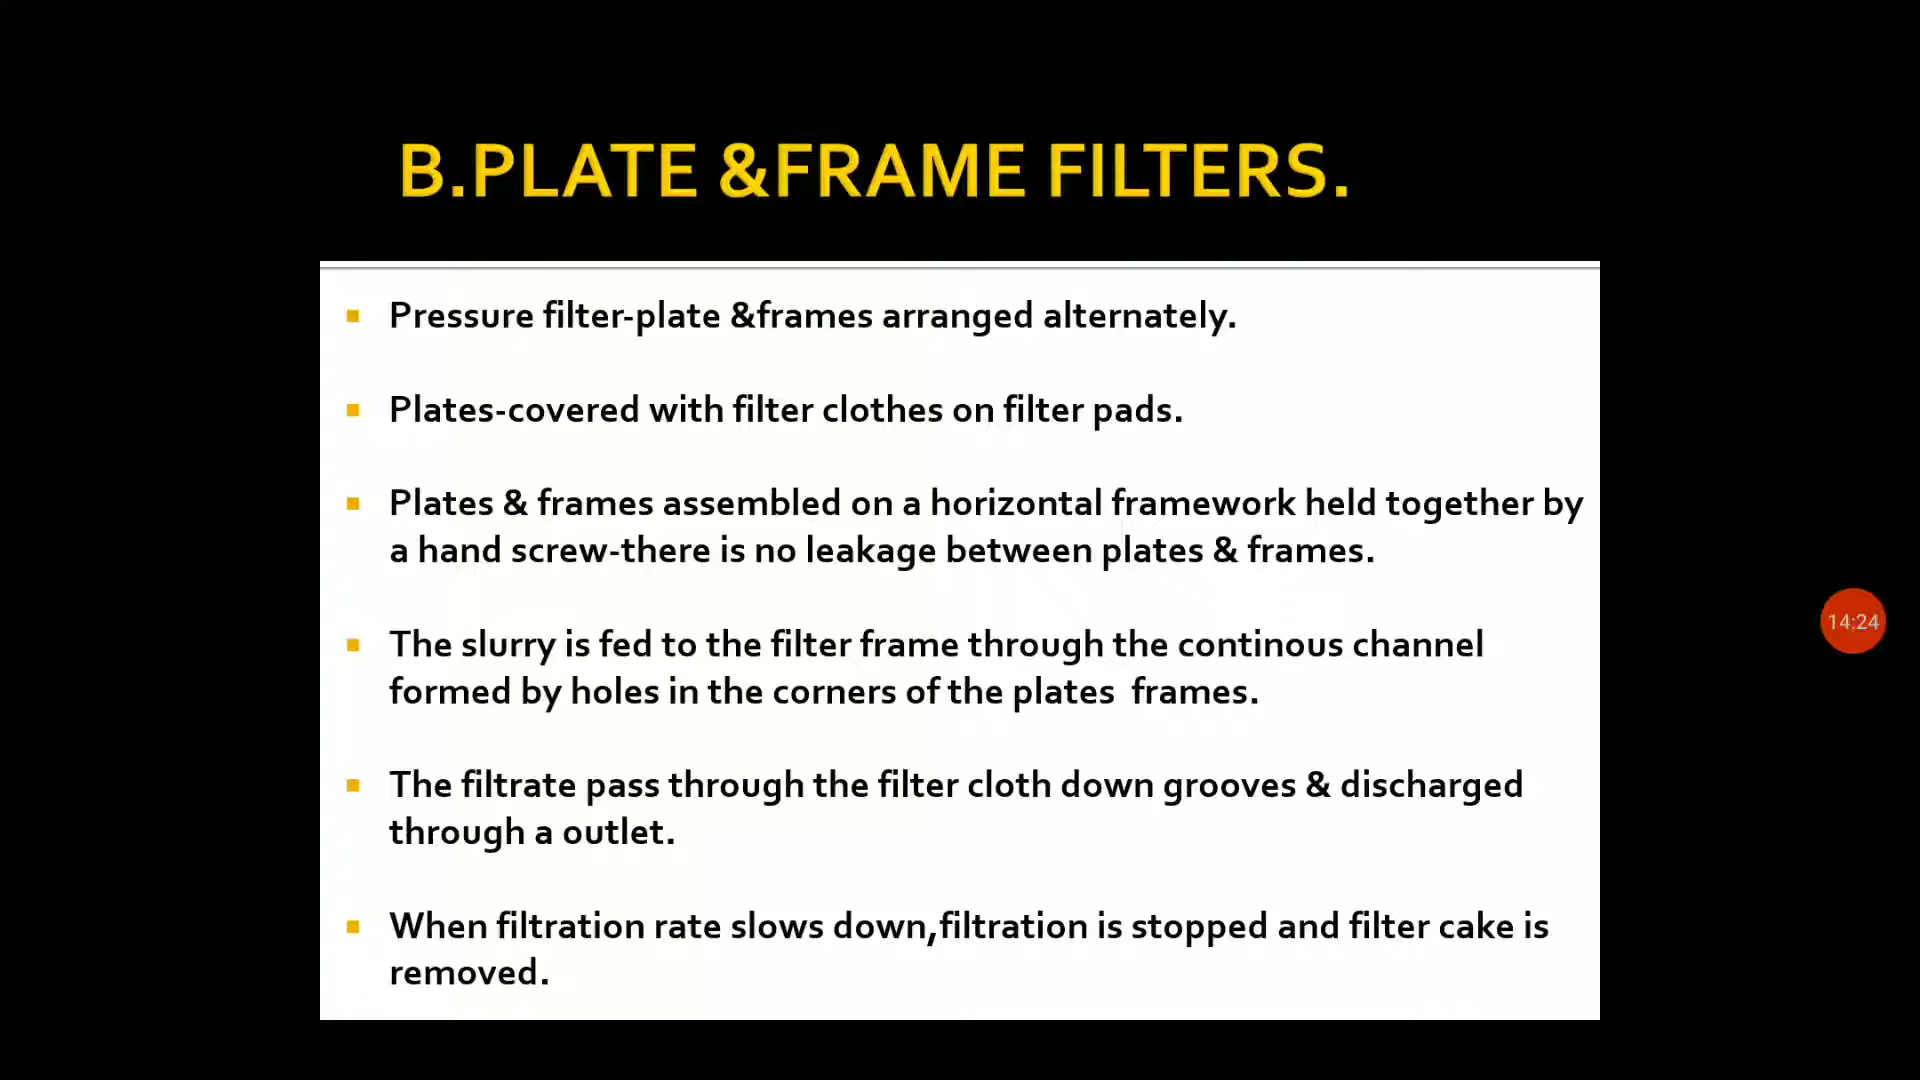 B.PLATE &FRAME FILTERS.
Pressure filter-plate &frames arranged alternately.
Plates-covered with filter clothes on filter pads.
Plates & frames assembled on a horizontal framework held together by
a hand screw-there is no leakage between plates & frames.
The slurry is fed to the filter frame through the continous channel
formed by holes in the corners of the plates frames.
The filtrate pass through the filter cloth down grooves & discharged
through a outlet.
When filtration rate slows down,filtration is stopped and filter cake is
removed.
14:24